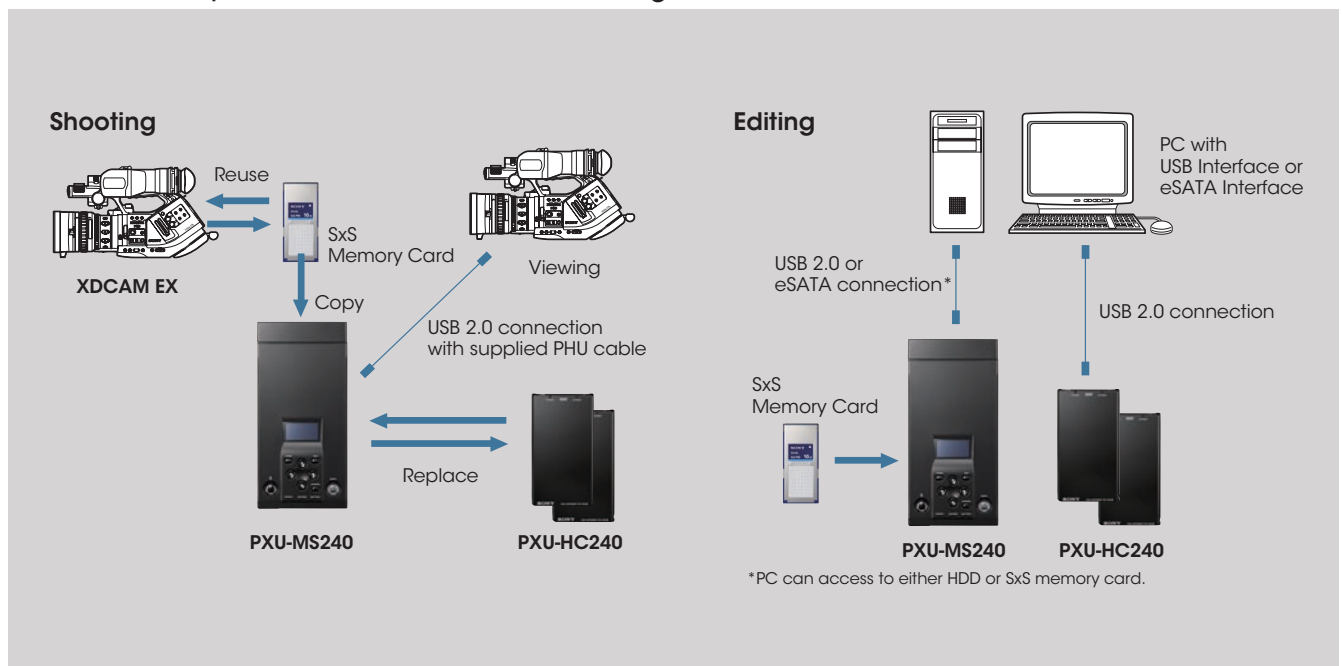 Shooting
Reuse
SxS
Memory Card
XDCAM EX
Copy
Viewing
USB 2.0 connection
with supplied PHU cable
Replace
PXU-MS240
PXU-HC240
Editing
PC with
USB Interface or
eSATA Interface
USB 2.0 or
eSATA connection*
USB 2.0 connection
SxS
Memory Card
PXU-MS240
PXU-HC240
*PC can access to either HDD or SxS memory card.